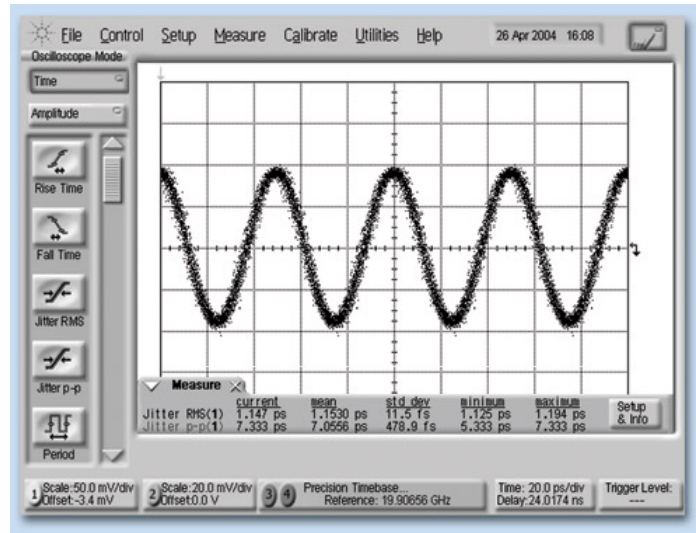 File Control Setup Measure Calibrate Utilities Help 26 Apr 2004 16:08
Oscilloscope Mode
Time
Amplitude
Rise Time
Fall Time
Jitter RMS
Jitter p-p
Period
Measure
current mean std dev minimum maximum
Jitter RMS(1) 1.147 ps 1.1530 ps 11.5 fs 1.125 ps 1.194 ps
Jitter p-p(1) 7.333 ps 7.0556 ps 478.9 fs 5.333 ps 7.333 ps
Setup
& Info
1 Scale:50.0 mV/div
Offset:-3.4 mV
2 Scale:20.0 mV/div
Offset:0.0 V
3 4
Precision Timebase...
Reference: 19.90656 GHz
Time: 20.0 ps/div
Delay:24.0174 ns
Trigger Level:
---